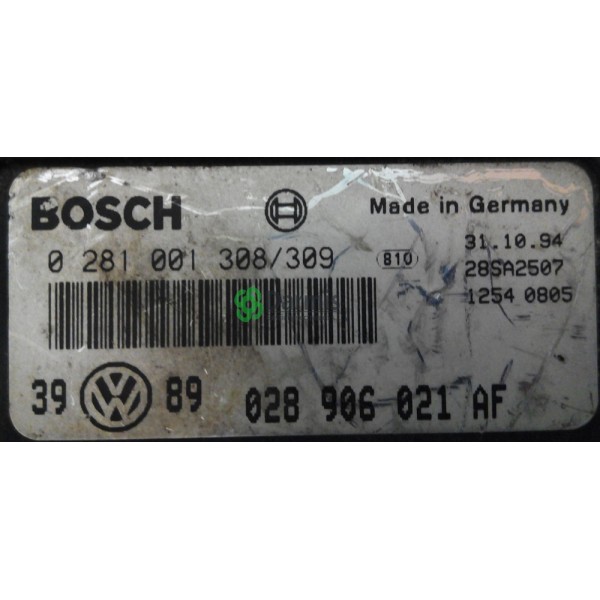 BOSCH
Made in Germany
0 281 001 308/309
810
31.10.94
28SA2507
1254 0805
39 VW 89
028 906 021 AF